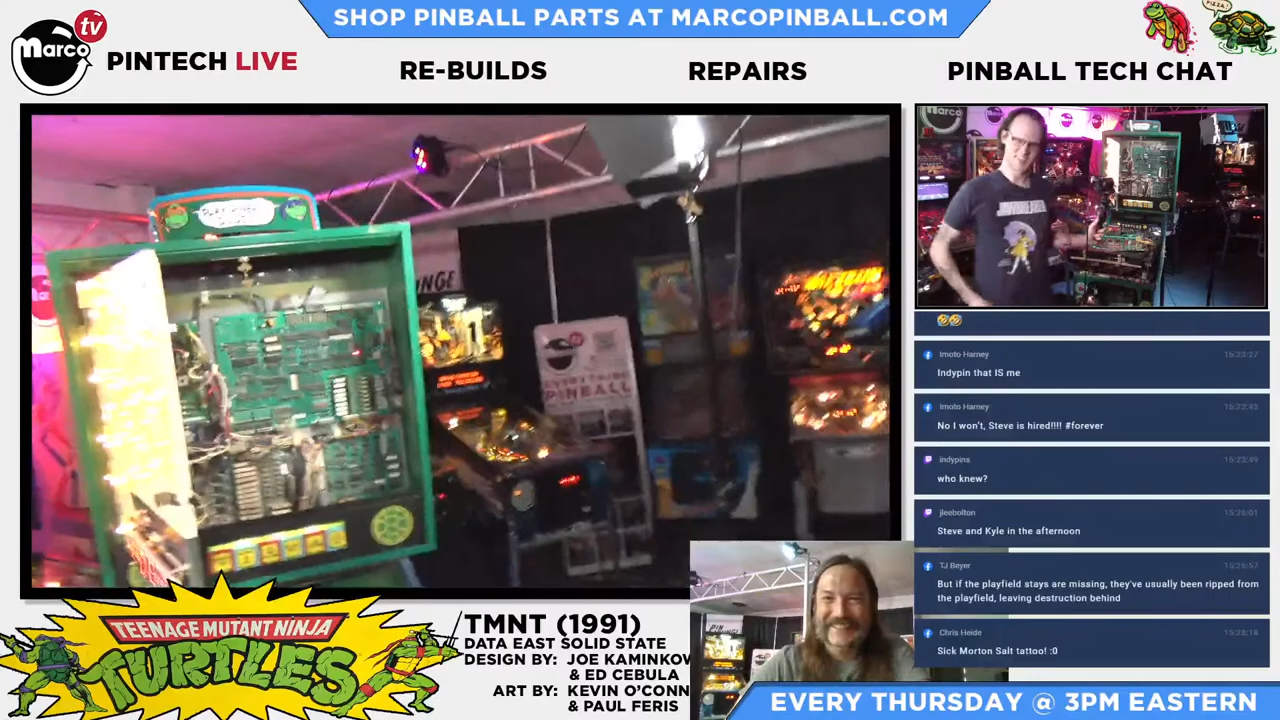 SHOP PINBALL PARTS AT MARCOPINBALL.COM
PIZZA!
Marco tv
PINTECH LIVE
RE-BUILDS
REPAIRS
PINBALL TECH CHAT
Marco
NGE
tv
EVERYTHING
PINBALL
Imoto Harney 15:23:27
Indypin that IS me
Imoto Harney 15:23:43
No I won't, Steve is hired!!!! #forever
indypins 15:23:49
who knew?
jleebolton 15:26:01
Steve and Kyle in the afternoon
TJ Beyer 15:26:57
But if the playfield stays are missing, they've usually been ripped from
the playfield, leaving destruction behind
Chris Heide 15:28:18
Sick Morton Salt tattoo! :0
TEENAGE MUTANT NINJA
TURTLES
TMNT (1991)
DATA EAST SOLID STATE
DESIGN BY: JOE KAMINKOW
& ED CEBULA
ART BY: KEVIN O'CONN
& PAUL FERIS
EVERY THURSDAY @ 3PM EASTERN